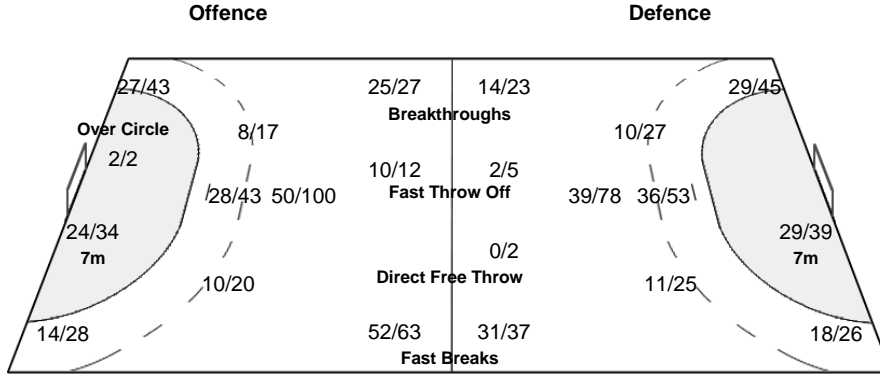 Offence Defence
27/43 25/27 14/23 29/45
Breakthroughs
Over Circle 8/17 10/27
2/2 10/12 2/5
28/43 50/100 Fast Throw Off 39/78 36/53
24/34 29/39
7m 0/2 7m
Direct Free Throw
10/20 11/25
14/28 52/63 31/37 18/26
Fast Breaks